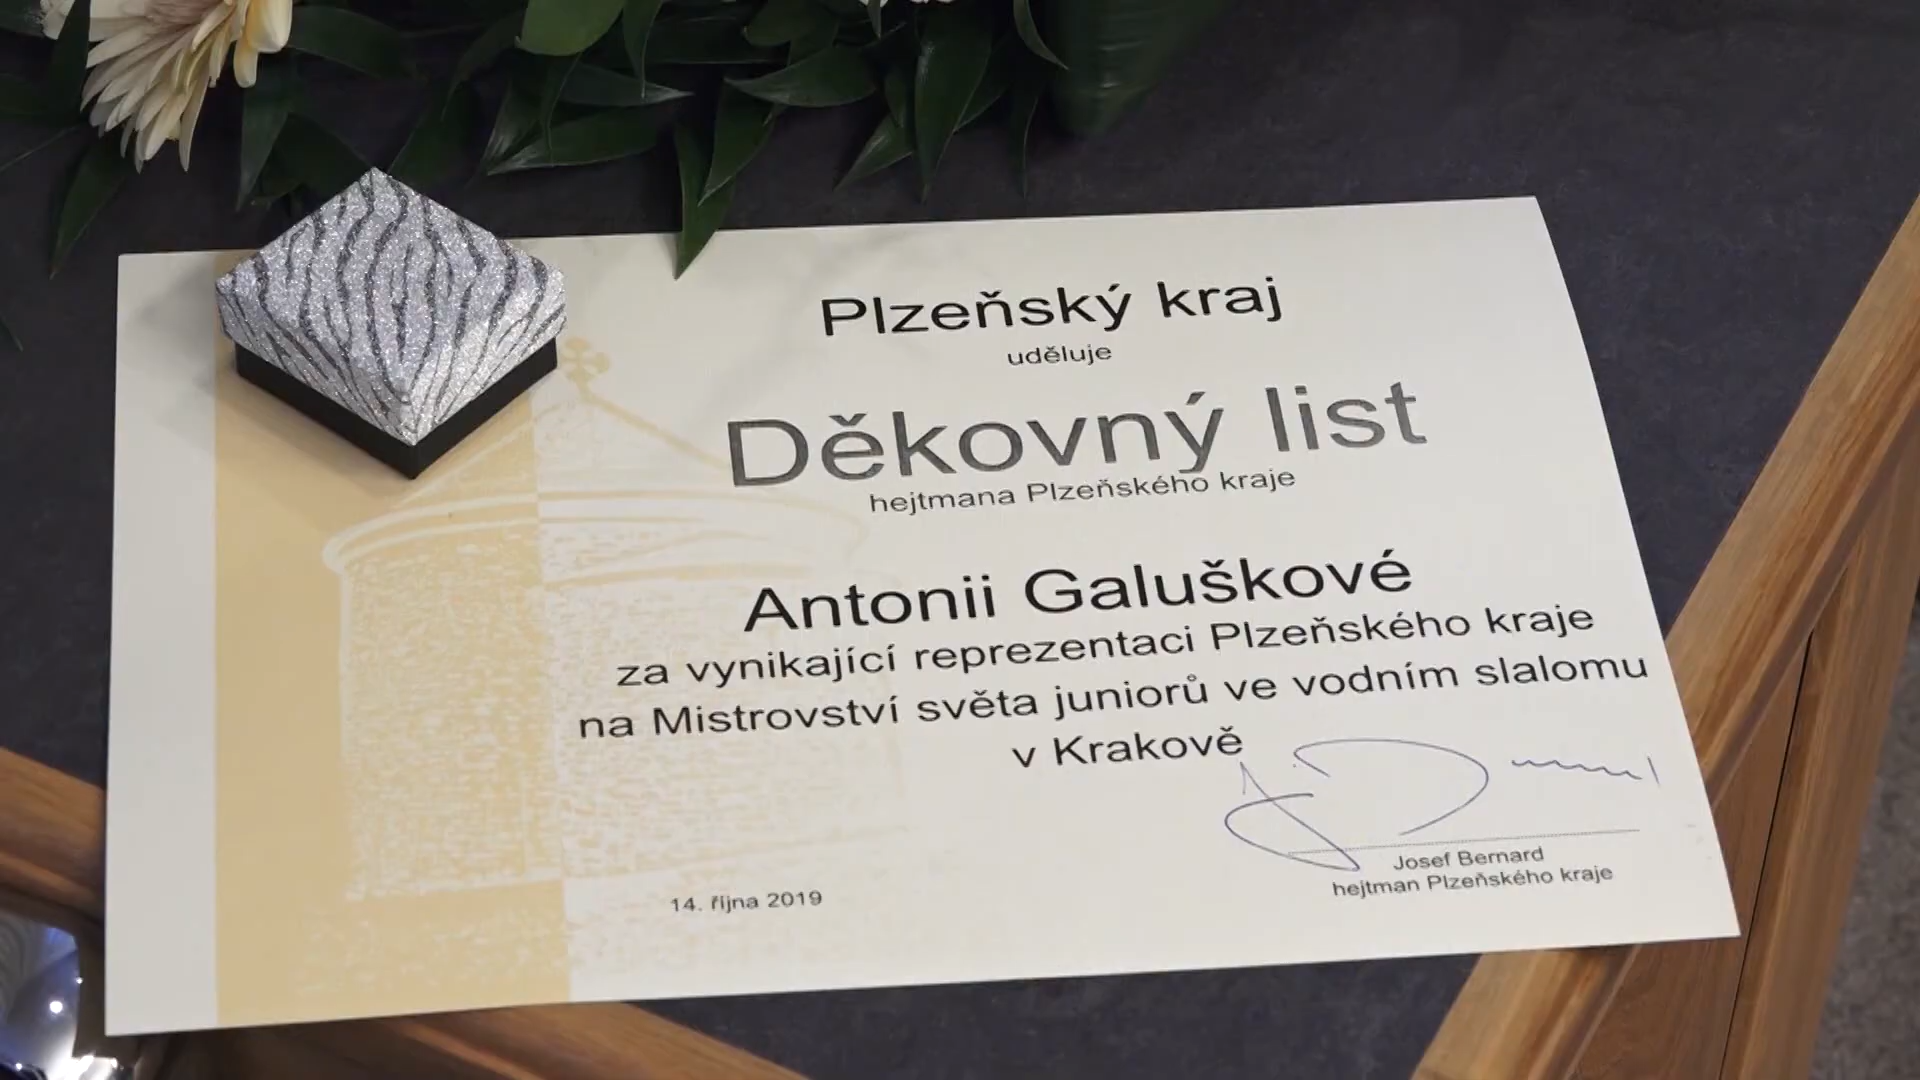 Plzeňský kraj
uděluje
Děkovný list
hejtmana Plzeňského kraje
Antonii Galuškové
za vynikající reprezentaci Plzeňského kraje
na Mistrovství světa juniorů ve vodním slalomu
v Krakově
14. října 2019
Josef Bernard
hejtman Plzeňského kraje